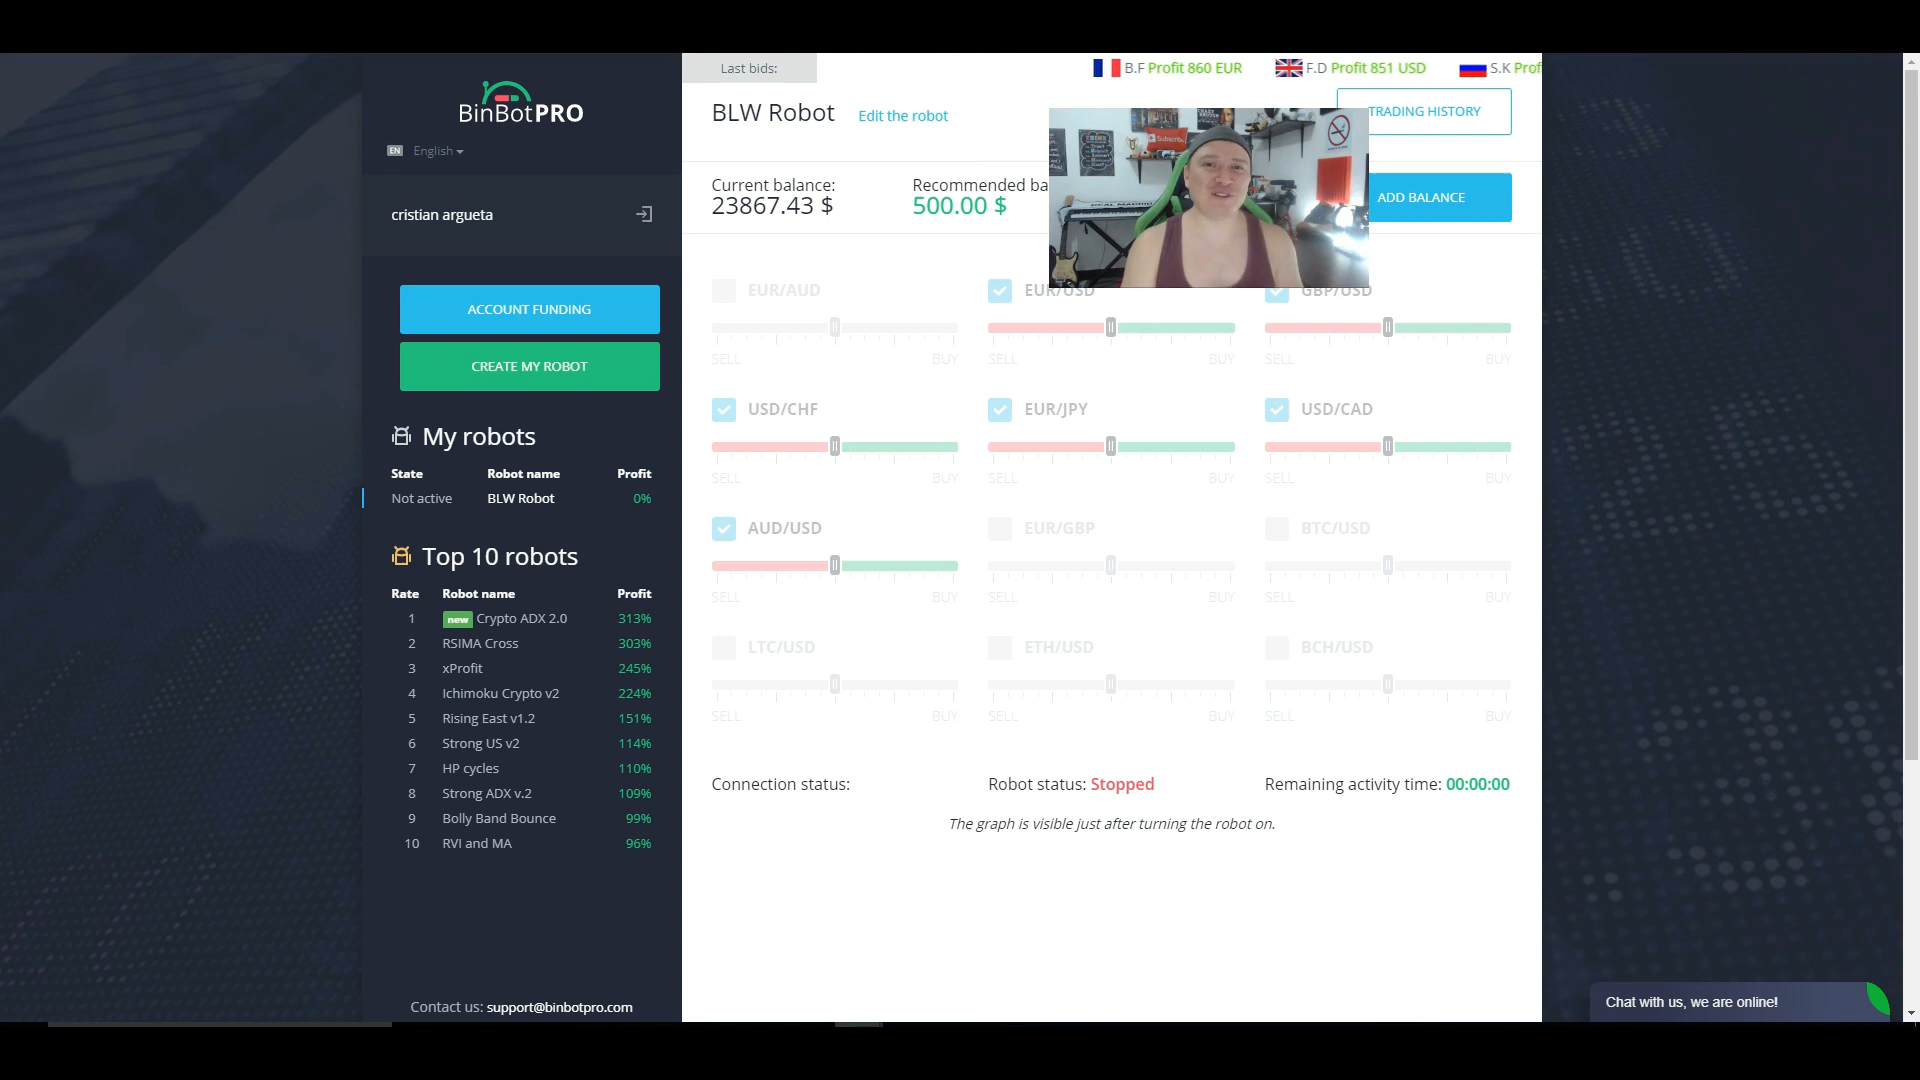 BinBotPRO
EN English
cristian argueta
ACCOUNT FUNDING
CREATE MY ROBOT
My robots
State Robot name Profit
Not active BLW Robot 0%
Top 10 robots
Rate Robot name Profit
1 new Crypto ADX 2.0 313%
2 RSIMA Cross 303%
3 xProfit 245%
4 Ichimoku Crypto v2 224%
5 Rising East v1.2 151%
6 Strong US v2 114%
7 HP cycles 110%
8 Strong ADX v.2 109%
9 Bolly Band Bounce 99%
10 RVI and MA 96%
Contact us: support@binbotpro.com
Last bids: B.F Profit 860 EUR F.D Profit 851 USD S.K Prof
BLW Robot Edit the robot TRADING HISTORY
Current balance: Recommended ba
23867.43 $ 500.00 $ ADD BALANCE
Subscribe
REAL MADRID
EUR/AUD EUR/USD GBP/USD
SELL BUY SELL BUY SELL BUY
USD/CHF EUR/JPY USD/CAD
SELL BUY SELL BUY SELL BUY
AUD/USD EUR/GBP BTC/USD
SELL BUY SELL BUY SELL BUY
LTC/USD ETH/USD BCH/USD
SELL BUY SELL BUY SELL BUY
Connection status: Robot status: Stopped Remaining activity time: 00:00:00
The graph is visible just after turning the robot on.
Chat with us, we are online!